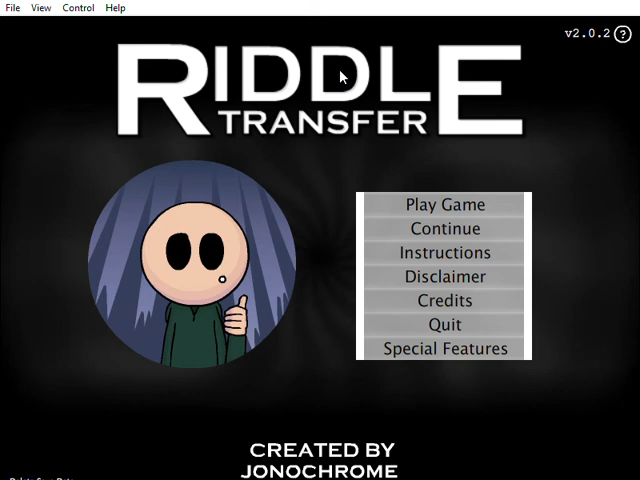 File View Control Help
v2.0.2 ?
RIDDLE
TRANSFER
Play Game
Continue
Instructions
Disclaimer
Credits
Quit
Special Features
CREATED BY
JONOCHROME